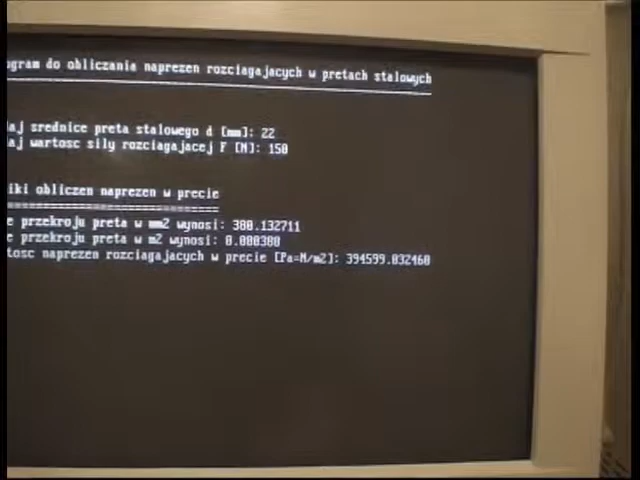 ogram do obliczania naprezen rozciagajacych w pretach stalowych
aj srednice preta stalowego d [mm]: 22
aj wartosc sily rozciagajacej F [N]: 150
iki obliczen naprezen w precie
e przekroju preta w mm2 wynosi: 380.132711
e przekroju preta w m2 wynosi: 0.000380
tosc naprezen rozciagajacych w precie [Pa=N/m2]: 394599.032460